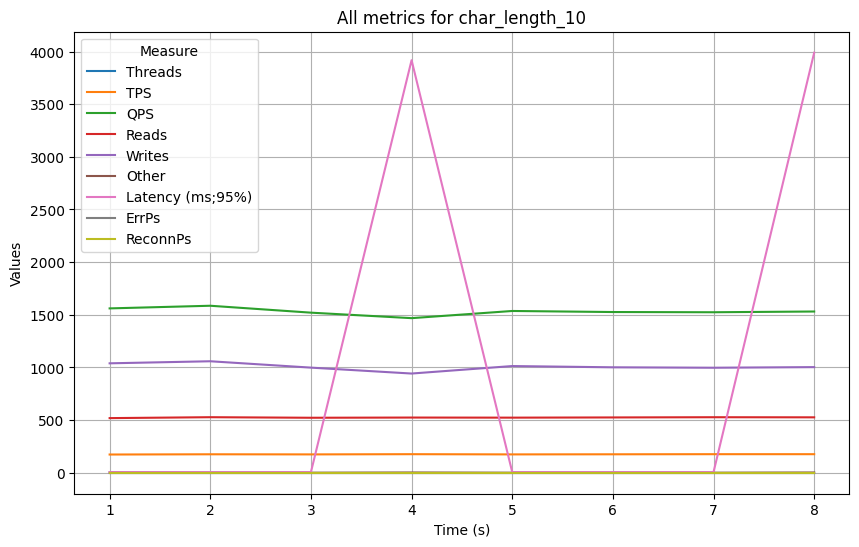 All metrics for char_length_10
Measure
Threads
TPS
QPS
Reads
Writes
Other
Latency (ms;95%)
ErrPs
ReconnPs
4000
3500
3000
2500
2000
1500
1000
500
0
Values
1 2 3 4 5 6 7 8
Time (s)